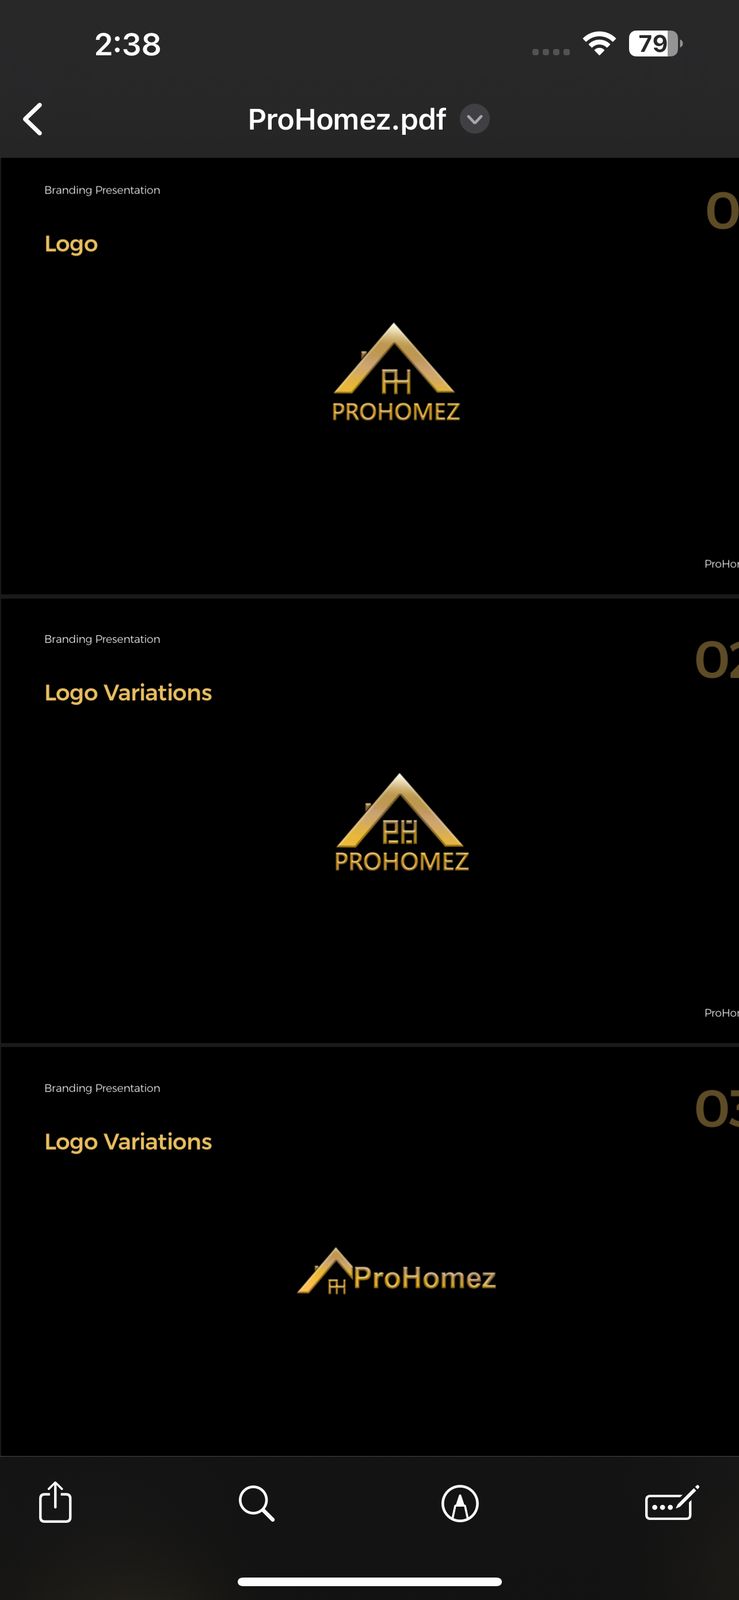 2:38
79
ProHomez.pdf
Branding Presentation
0
Logo
PH
PROHOMEZ
ProHo
Branding Presentation
02
Logo Variations
PH
PROHOMEZ
ProHo
Branding Presentation
03
Logo Variations
PH
ProHomez